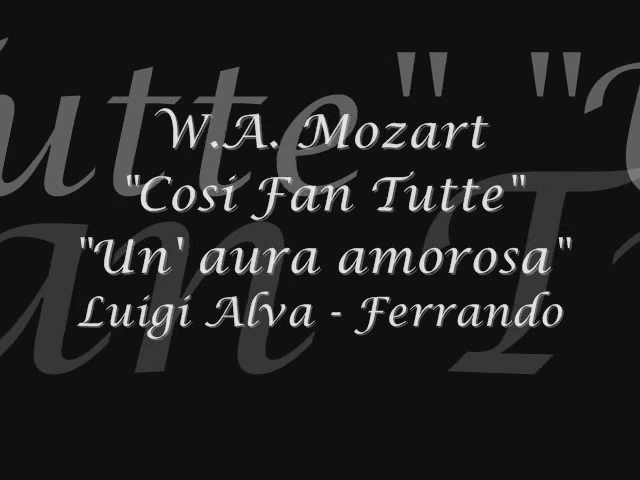 W.A. Mozart
"Cosi Fan Tutte"
"Un' aura amorosa"
Luigi Alva - Ferrando